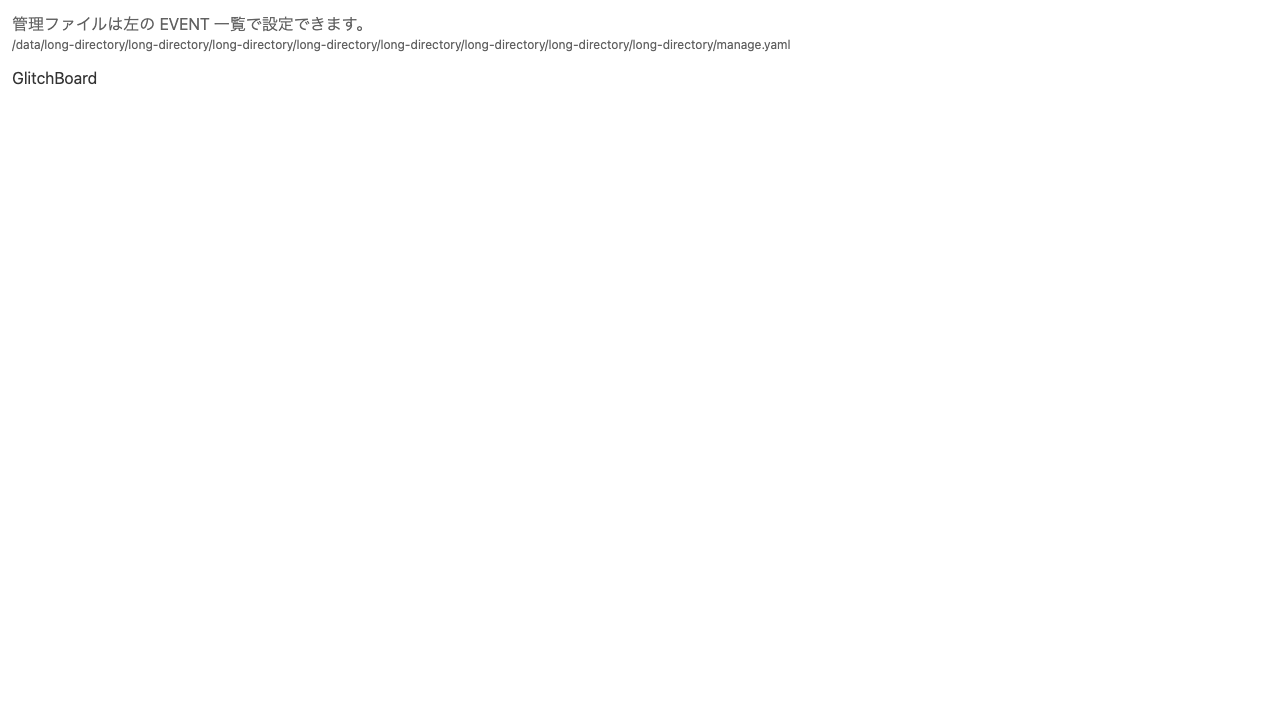 管理ファイルは左の EVENT 一覧で設定できます。
/data/long-directory/long-directory/long-directory/long-directory/long-directory/long-directory/long-directory/long-directory/manage.yaml
GlitchBoard